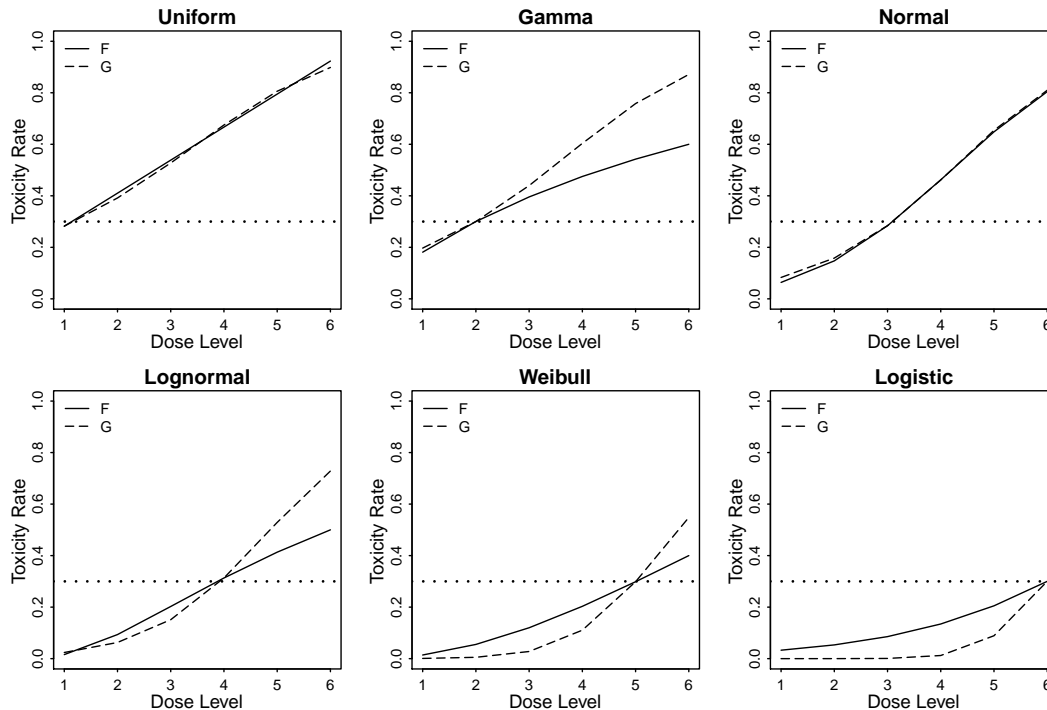 Uniform
F
G
Toxicity Rate
0.0 0.2 0.4 0.6 0.8 1.0
1 2 3 4 5 6
Dose Level
Gamma
F
G
Toxicity Rate
0.0 0.2 0.4 0.6 0.8 1.0
1 2 3 4 5 6
Dose Level
Normal
F
G
Toxicity Rate
0.0 0.2 0.4 0.6 0.8 1.0
1 2 3 4 5 6
Dose Level
Lognormal
F
G
Toxicity Rate
0.0 0.2 0.4 0.6 0.8 1.0
1 2 3 4 5 6
Dose Level
Weibull
F
G
Toxicity Rate
0.0 0.2 0.4 0.6 0.8 1.0
1 2 3 4 5 6
Dose Level
Logistic
F
G
Toxicity Rate
0.0 0.2 0.4 0.6 0.8 1.0
1 2 3 4 5 6
Dose Level